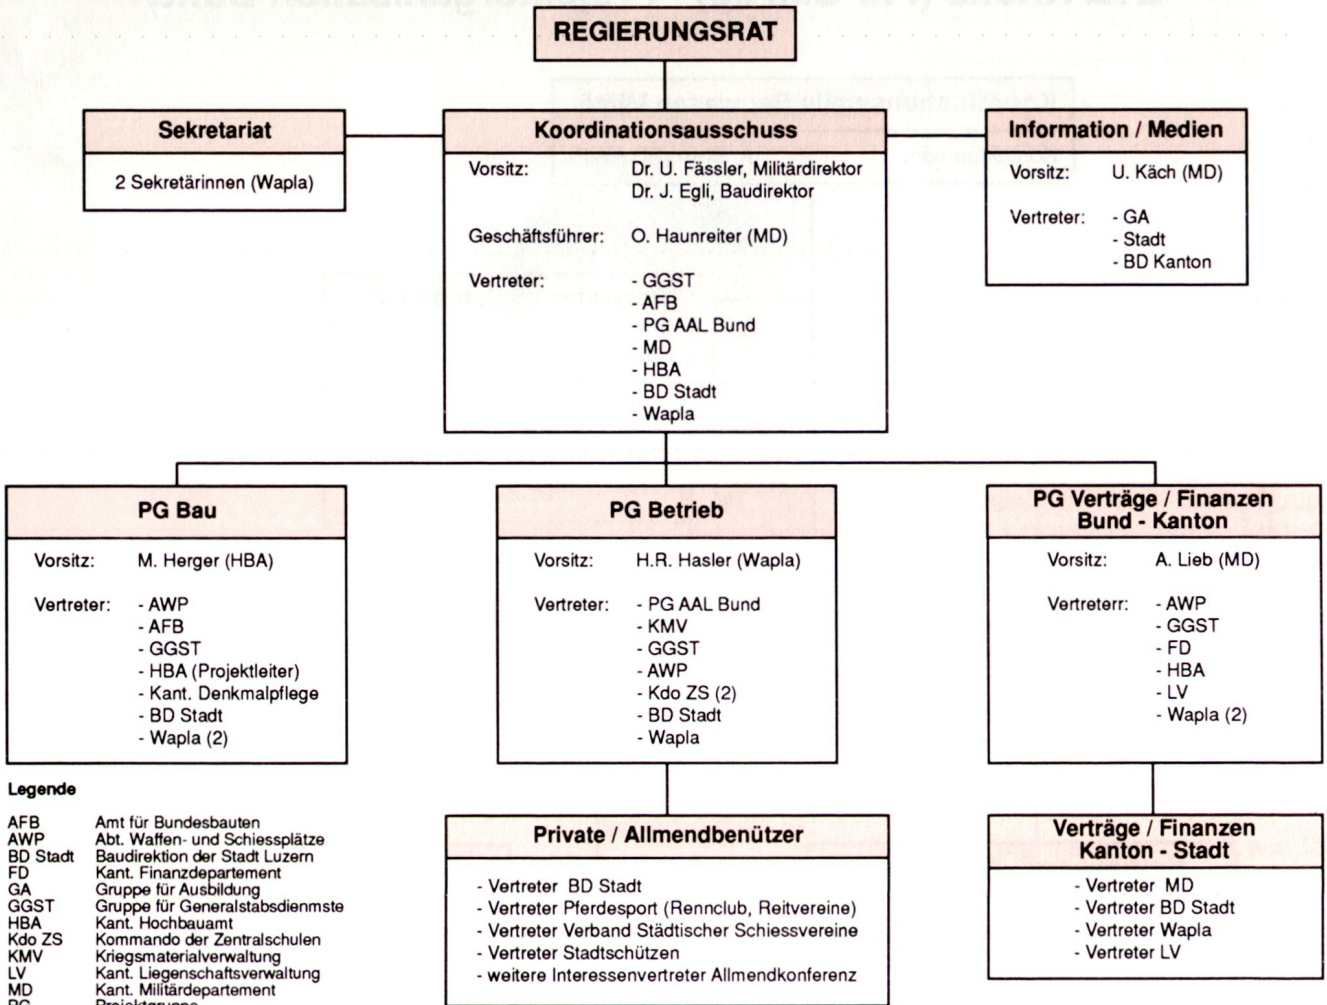 REGIERUNGSRAT
Sekretariat
2 Sekretärinnen (Wapla)
Koordinationsausschuss
Vorsitz: Dr. U. Fässler, Militärdirektor
Dr. J. Egli, Baudirektor
Geschäftsführer: O. Haunreiter (MD)
Vertreter: - GGST
- AFB
- PG AAL Bund
- MD
- HBA
- BD Stadt
- Wapla
Information / Medien
Vorsitz: U. Käch (MD)
Vertreter: - GA
- Stadt
- BD Kanton
PG Bau
Vorsitz: M. Herger (HBA)
Vertreter: - AWP
- AFB
- GGST
- HBA (Projektleiter)
- Kant. Denkmalpflege
- BD Stadt
- Wapla (2)
PG Betrieb
Vorsitz: H.R. Hasler (Wapla)
Vertreter: - PG AAL Bund
- KMV
- GGST
- AWP
- Kdo ZS (2)
- BD Stadt
- Wapla
PG Verträge / Finanzen
Bund - Kanton
Vorsitz: A. Lieb (MD)
Vertreterr: - AWP
- GGST
- FD
- HBA
- LV
- Wapla (2)
Private / Allmendbenützer
- Vertreter BD Stadt
- Vertreter Pferdesport (Rennclub, Reitvereine)
- Vertreter Verband Städtischer Schiessvereine
- Vertreter Stadtschützen
- weitere Interessenvertreter Allmendkonferenz
Verträge / Finanzen
Kanton - Stadt
- Vertreter MD
- Vertreter BD Stadt
- Vertreter Wapla
- Vertreter LV
Legende
AFB Amt für Bundesbauten
AWP Abt. Waffen- und Schiessplätze
BD Stadt Baudirektion der Stadt Luzern
FD Kant. Finanzdepartement
GA Gruppe für Ausbildung
GGST Gruppe für Generalstabsdienmste
HBA Kant. Hochbauamt
Kdo ZS Kommando der Zentralschulen
KMV Kriegsmaterialverwaltung
LV Kant. Liegenschaftsverwaltung
MD Kant. Militärdepartement
PG Projektgruppe